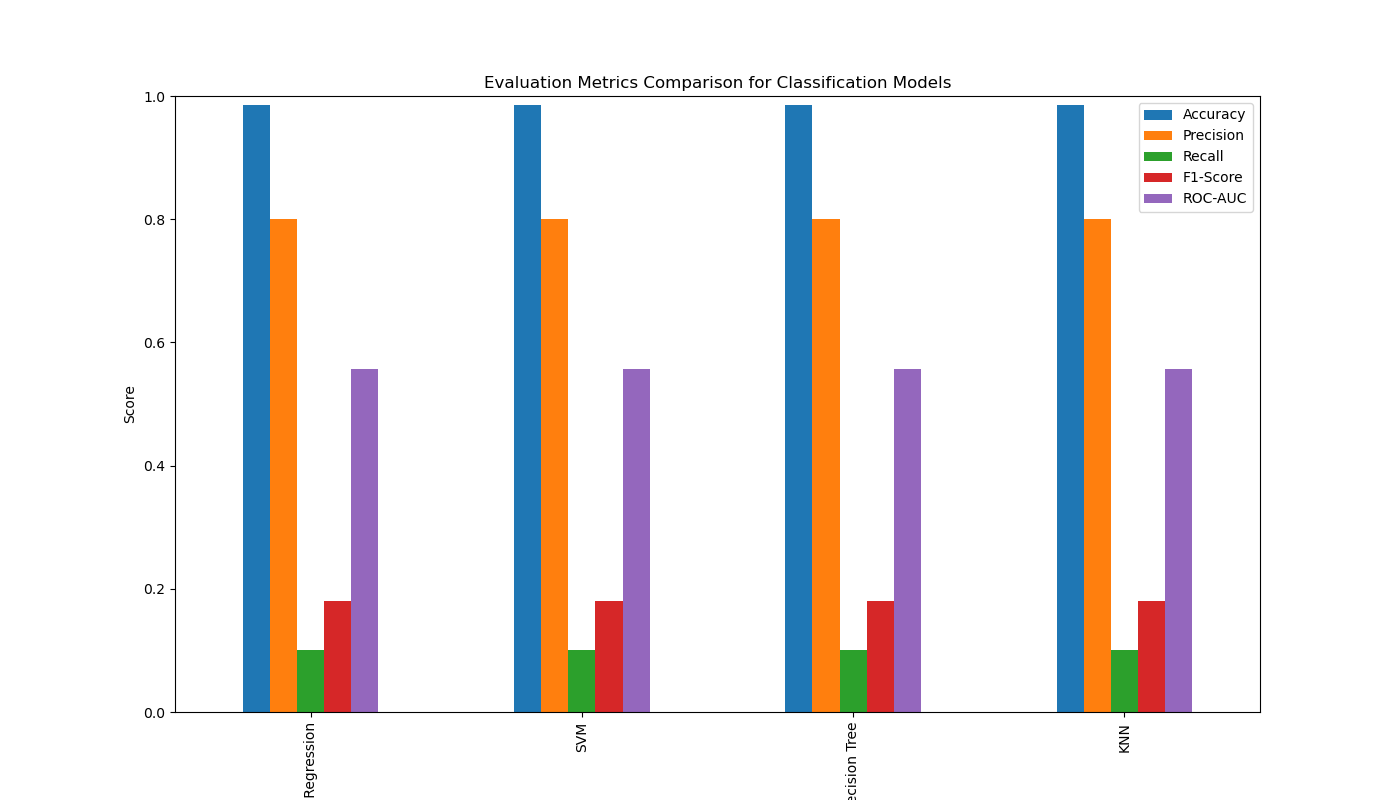 Evaluation Metrics Comparison for Classification Models
1.0
0.8
0.6
0.4
0.2
0.0
Score
Accuracy
Precision
Recall
F1-Score
ROC-AUC
Regression
SVM
ecision Tree
KNN